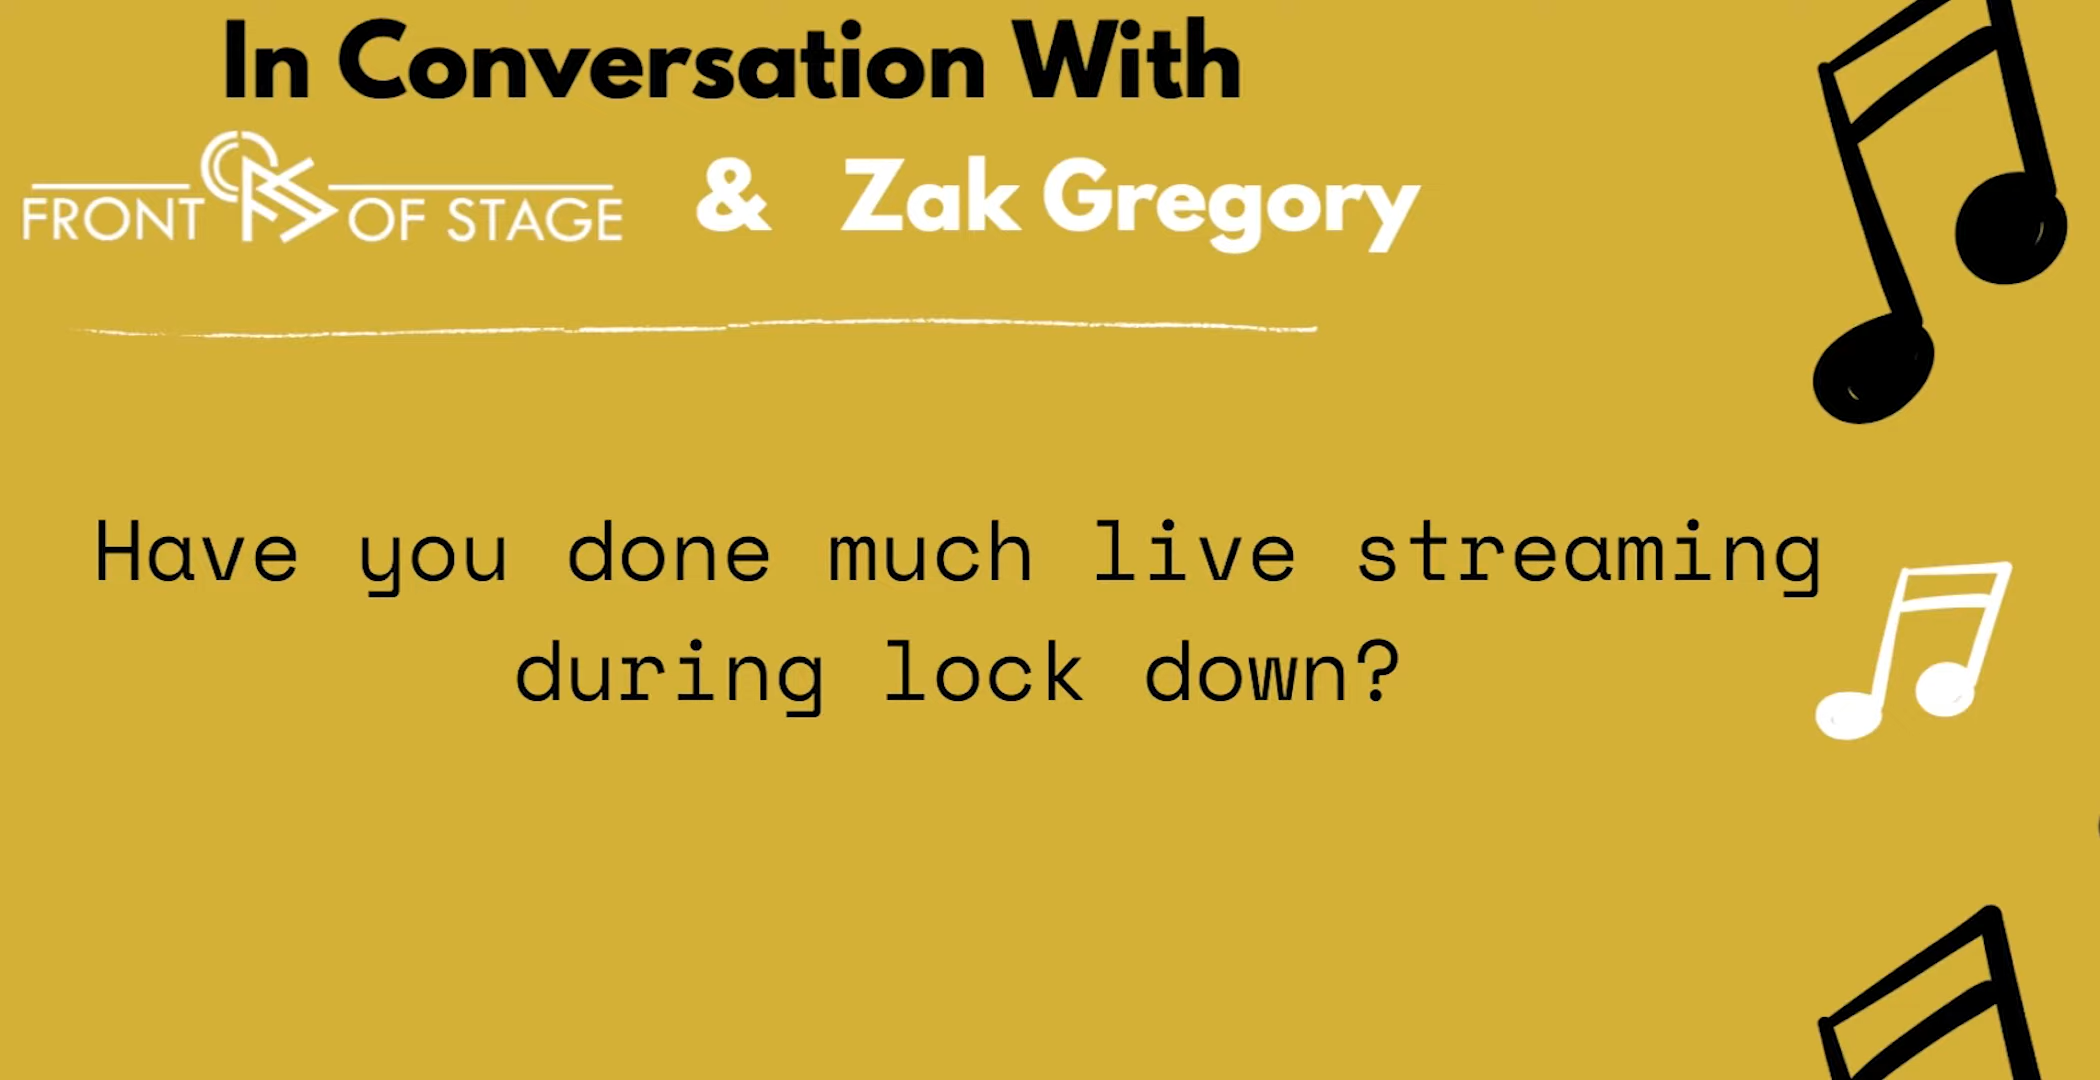 In Conversation With
FRONT OF STAGE & Zak Gregory
Have you done much live streaming
during lock down?